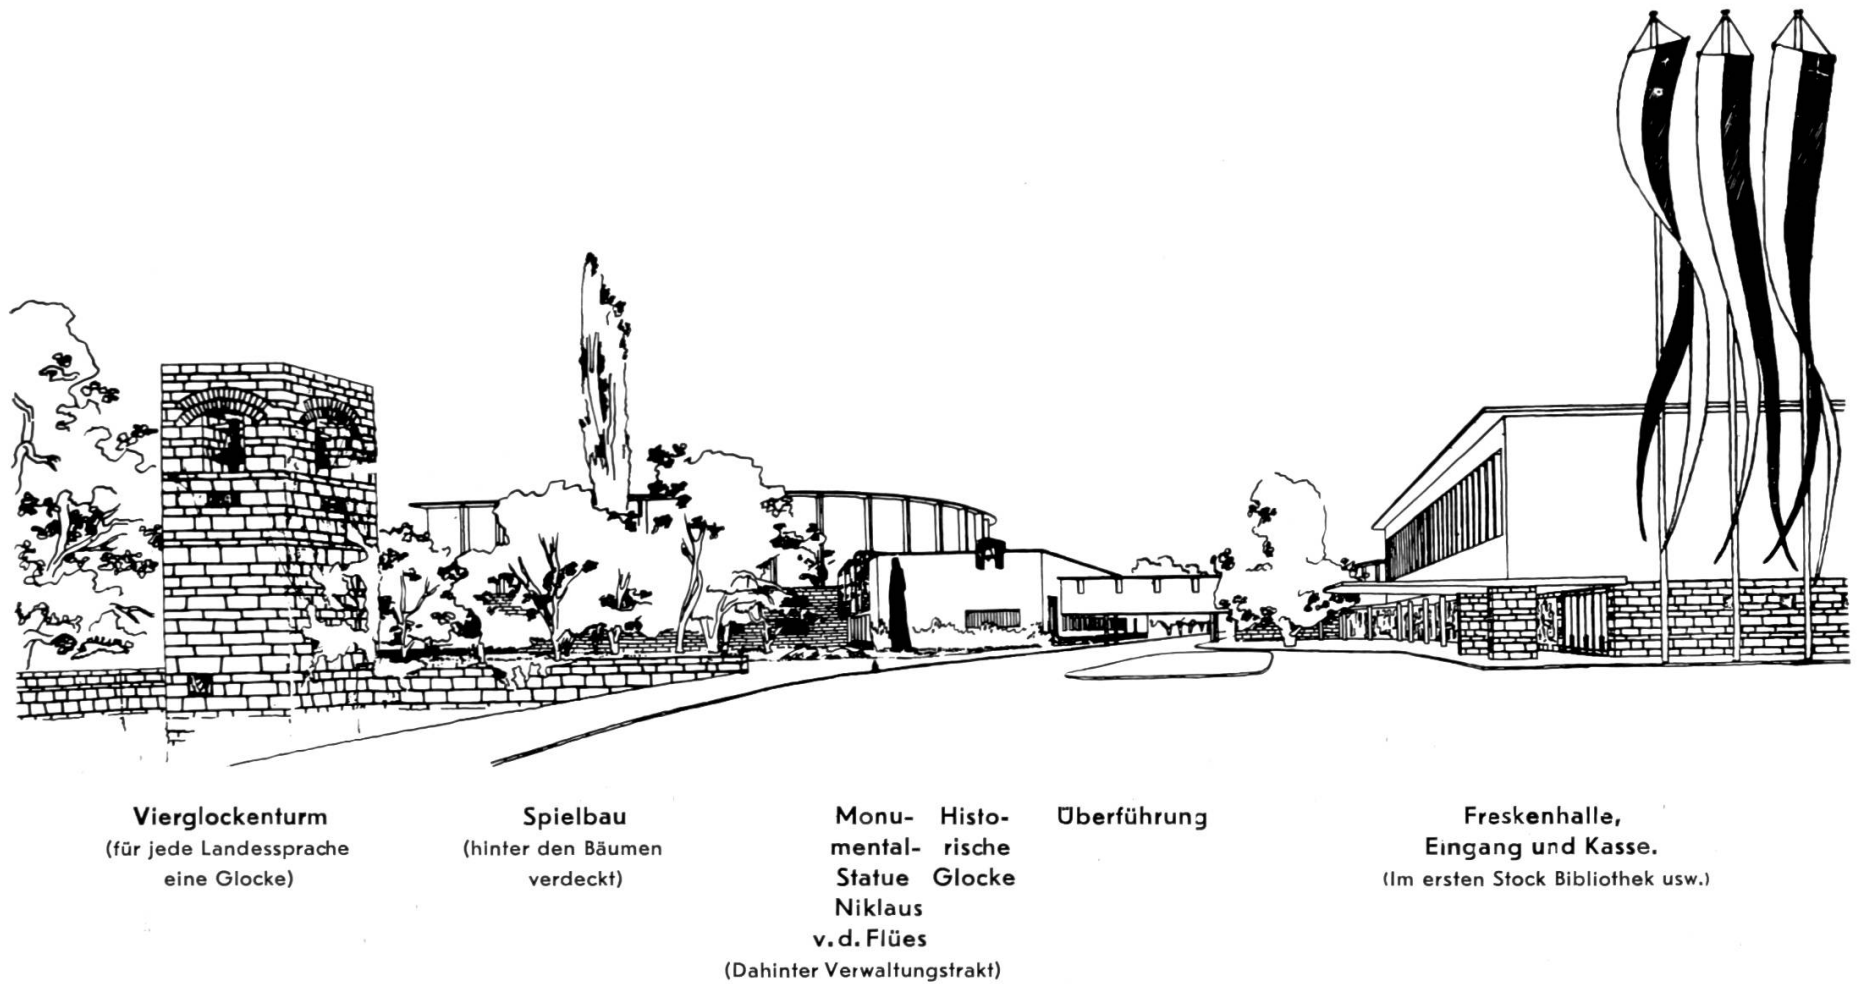 Vierglockenturm
(für jede Landessprache
eine Glocke)
Spielbau
(hinter den Bäumen
verdeckt)
Monu-
mental-
Statue
Niklaus
v. d. Flües
(Dahinter Verwaltungstrakt)
Histo-
rische
Glocke
Überführung
Freskenhalle,
Eingang und Kasse.
(Im ersten Stock Bibliothek usw.)